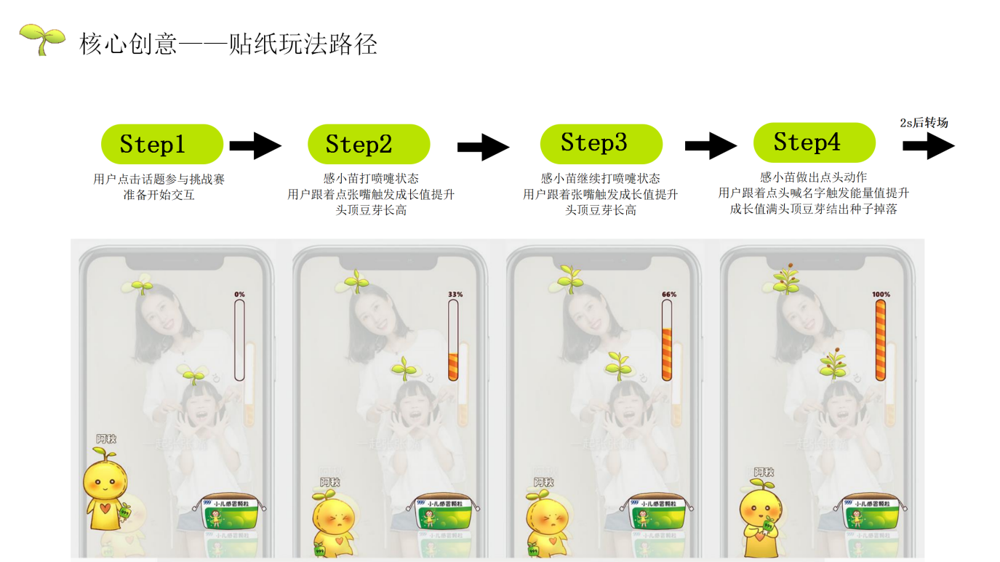 核心创意——贴纸玩法路径
2s后转场
Step1
Step2
Step3
Step4
用户点击话题参与挑战赛
准备开始交互
感小苗打喷嚏状态
用户跟着点张嘴触发成长值提升
头顶豆芽长高
感小苗继续打喷嚏状态
用户跟着张嘴触发成长值提升
头顶豆芽长高
感小苗做出点头动作
用户跟着点头喊名字触发能量值提升
成长值满头顶豆芽结出种子掉落
0%
33%
66%
100%
阿秋
999
999 小儿感冒颗粒
阿秋
999
999 小儿感冒颗粒
阿秋
999
999 小儿感冒颗粒
阿秋
999
999 小儿感冒颗粒